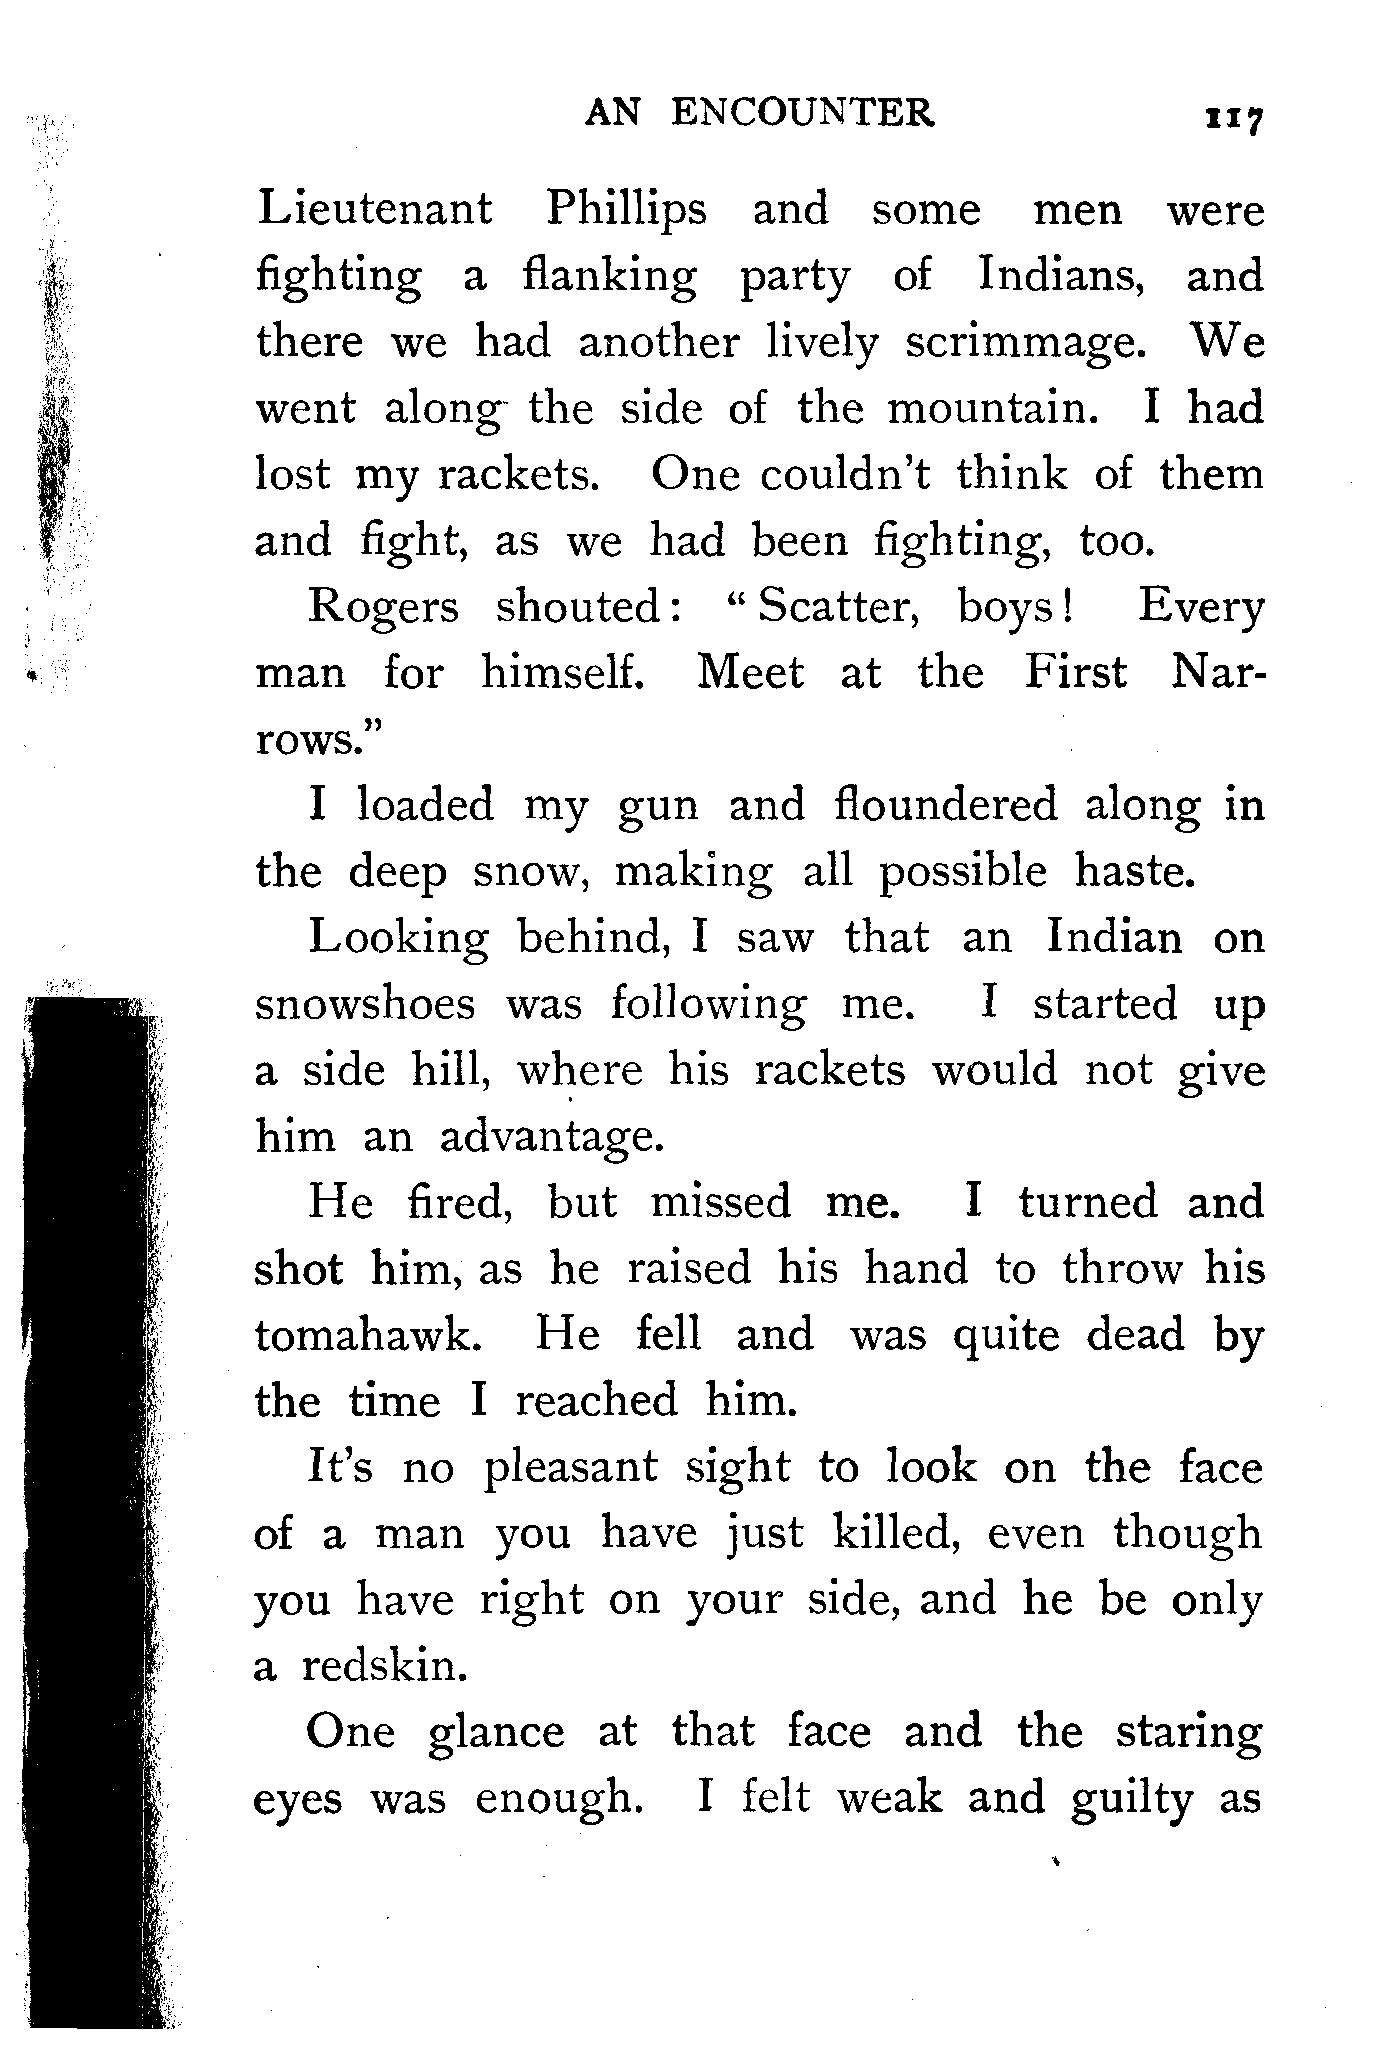 AN ENCOUNTER 117
Lieutenant Phillips and some men were
fighting a flanking party of Indians, and
there we had another lively scrimmage. We
went along the side of the mountain. I had
lost my rackets. One couldn't think of them
and fight, as we had been fighting, too.
Rogers shouted: "Scatter, boys! Every
man for himself. Meet at the First Nar-
rows."
I loaded my gun and floundered along in
the deep snow, making all possible haste.
Looking behind, I saw that an Indian on
snowshoes was following me. I started up
a side hill, where his rackets would not give
him an advantage.
He fired, but missed me. I turned and
shot him, as he raised his hand to throw his
tomahawk. He fell and was quite dead by
the time I reached him.
It's no pleasant sight to look on the face
of a man you have just killed, even though
you have right on your side, and he be only
a redskin.
One glance at that face and the staring
eyes was enough. I felt weak and guilty as